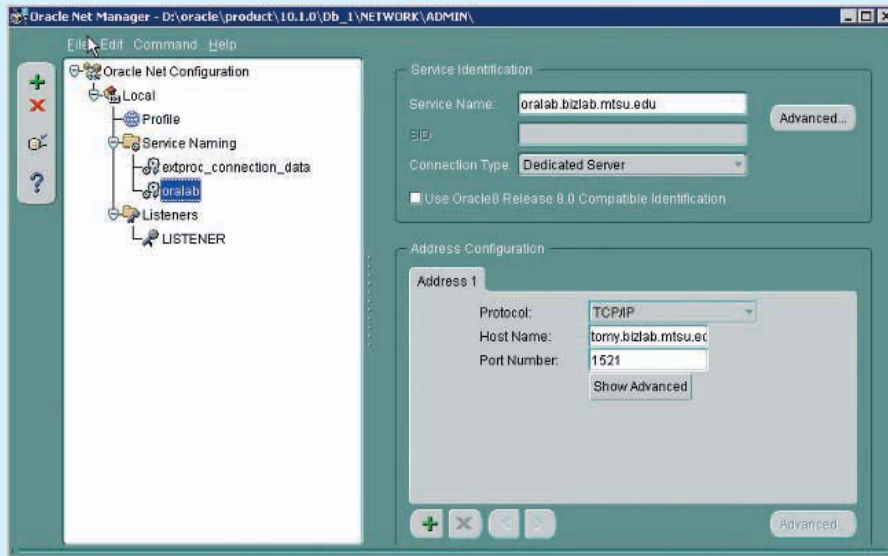 Oracle Net Manager - D:\oracle\product\10.1.0\Db_1\NETWORK\ADMIN\
File Edit Command Help
Oracle Net Configuration
Local
Profile
Service Naming
extproc_connection_data
oralab
Listeners
LISTENER
Service Identification
Service Name: oralab.bizlab.mtsu.edu
Advanced...
SID:
Connection Type: Dedicated Server
Use Oracle8 Release 8.0 Compatible Identification
Address Configuration
Address 1
Protocol: TCP/IP
Host Name: tomy.bizlab.mtsu.ec
Port Number: 1521
Show Advanced
Advanced...